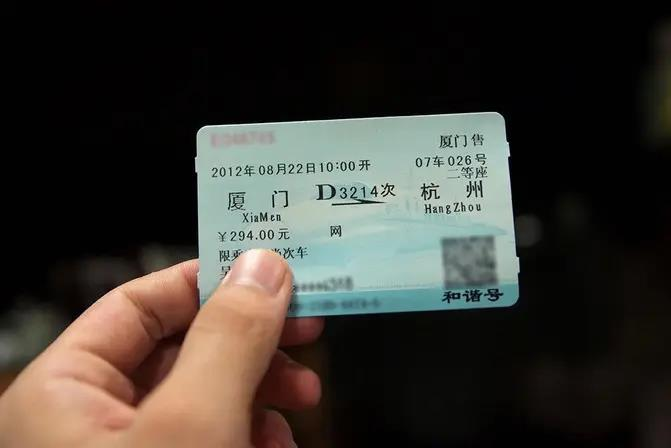 厦门售
2012年08月22日10:00开 07车026号
二等座
厦门 D3214次 杭州
XiaMen HangZhou
￥294.00元 网
限乘 次车
和谐号